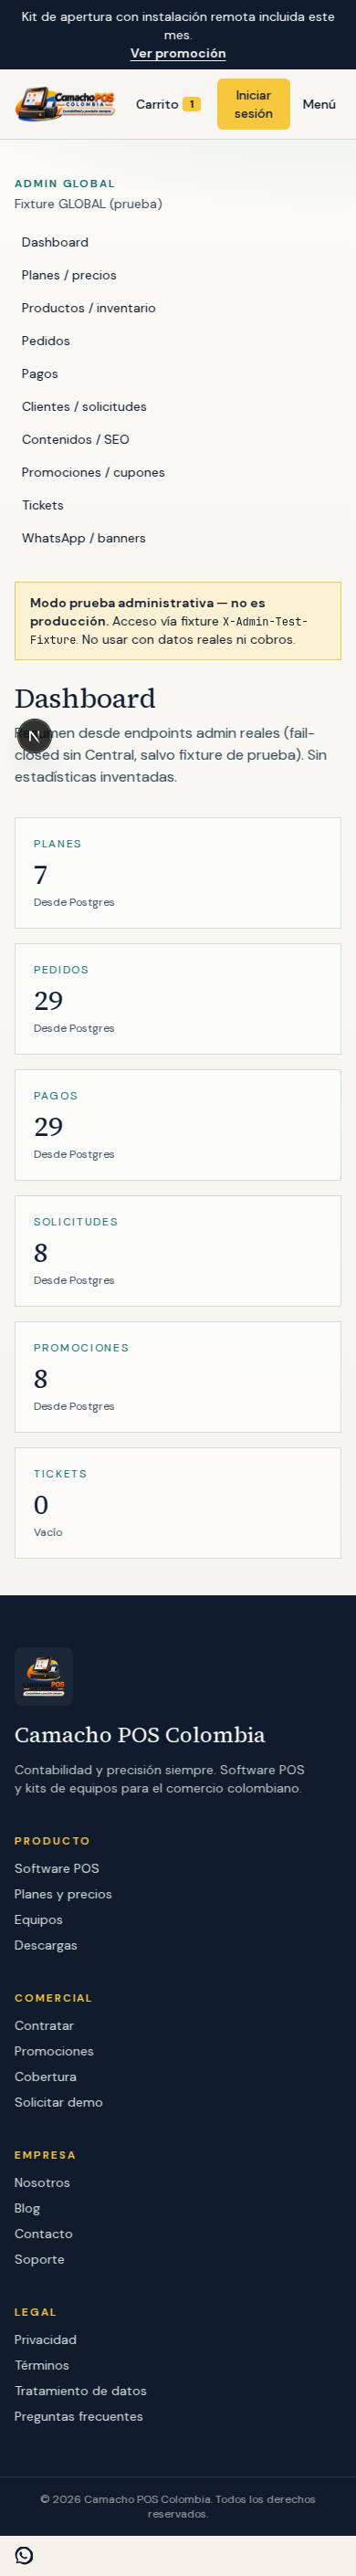 Kit de apertura con instalación remota incluida este
mes.
Ver promoción
CamachoPOS
COLOMBIA
Carrito 1
Iniciar
sesión
Menú
ADMIN GLOBAL
Fixture GLOBAL (prueba)
Dashboard
Planes / precios
Productos / inventario
Pedidos
Pagos
Clientes / solicitudes
Contenidos / SEO
Promociones / cupones
Tickets
WhatsApp / banners
Modo prueba administrativa — no es
producción. Acceso vía fixture X-Admin-Test-
Fixture. No usar con datos reales ni cobros.
Dashboard
N
Resumen desde endpoints admin reales (fail-
closed sin Central, salvo fixture de prueba). Sin
estadísticas inventadas.
PLANES
7
Desde Postgres
PEDIDOS
29
Desde Postgres
PAGOS
29
Desde Postgres
SOLICITUDES
8
Desde Postgres
PROMOCIONES
8
Desde Postgres
TICKETS
0
Vacío
Camacho POS Colombia
Contabilidad y precisión siempre. Software POS
y kits de equipos para el comercio colombiano.
PRODUCTO
Software POS
Planes y precios
Equipos
Descargas
COMERCIAL
Contratar
Promociones
Cobertura
Solicitar demo
EMPRESA
Nosotros
Blog
Contacto
Soporte
LEGAL
Privacidad
Términos
Tratamiento de datos
Preguntas frecuentes
© 2026 Camacho POS Colombia. Todos los derechos
reservados.